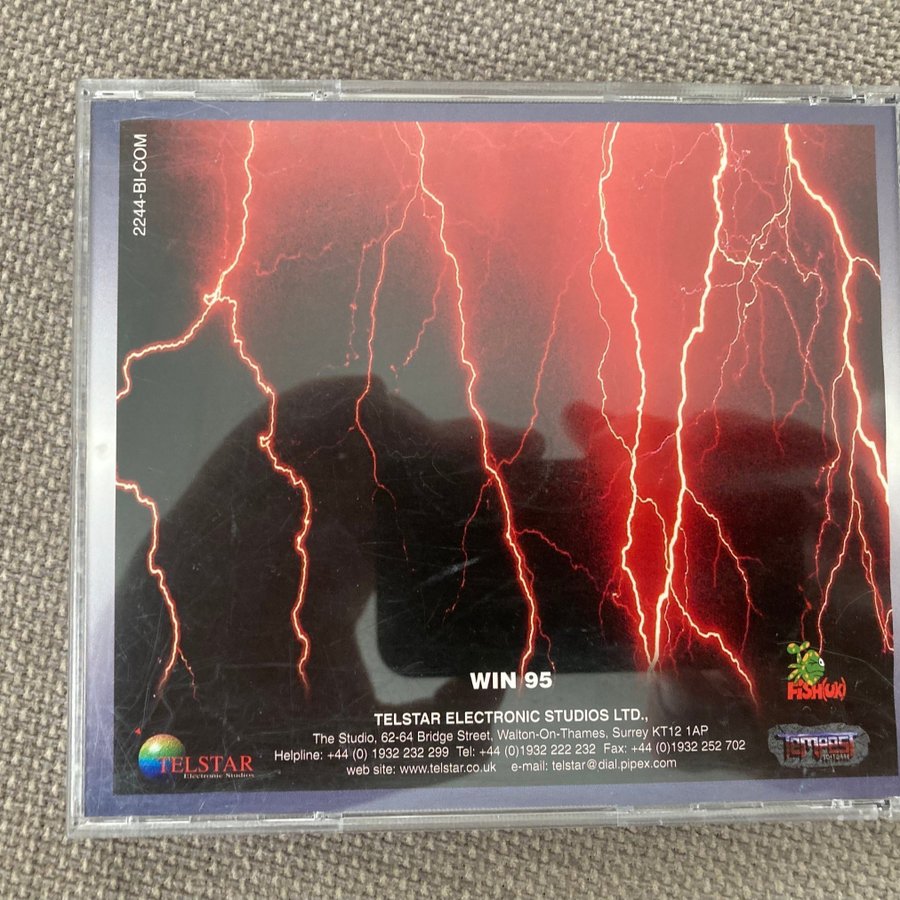 2244-BI-COM
WIN 95
TELSTAR ELECTRONIC STUDIOS LTD.,
The Studio, 62-64 Bridge Street, Walton-On-Thames, Surrey KT12 1AP
Helpline: +44 (0) 1932 232 299 Tel: +44 (0)1932 222 232 Fax: +44 (0)1932 252 702
web site: www.telstar.co.uk e-mail: telstar@dial.pipex.com
TELSTAR
Electronic Studios
FiSH(UK)
TEMPEST
SOFTWARE